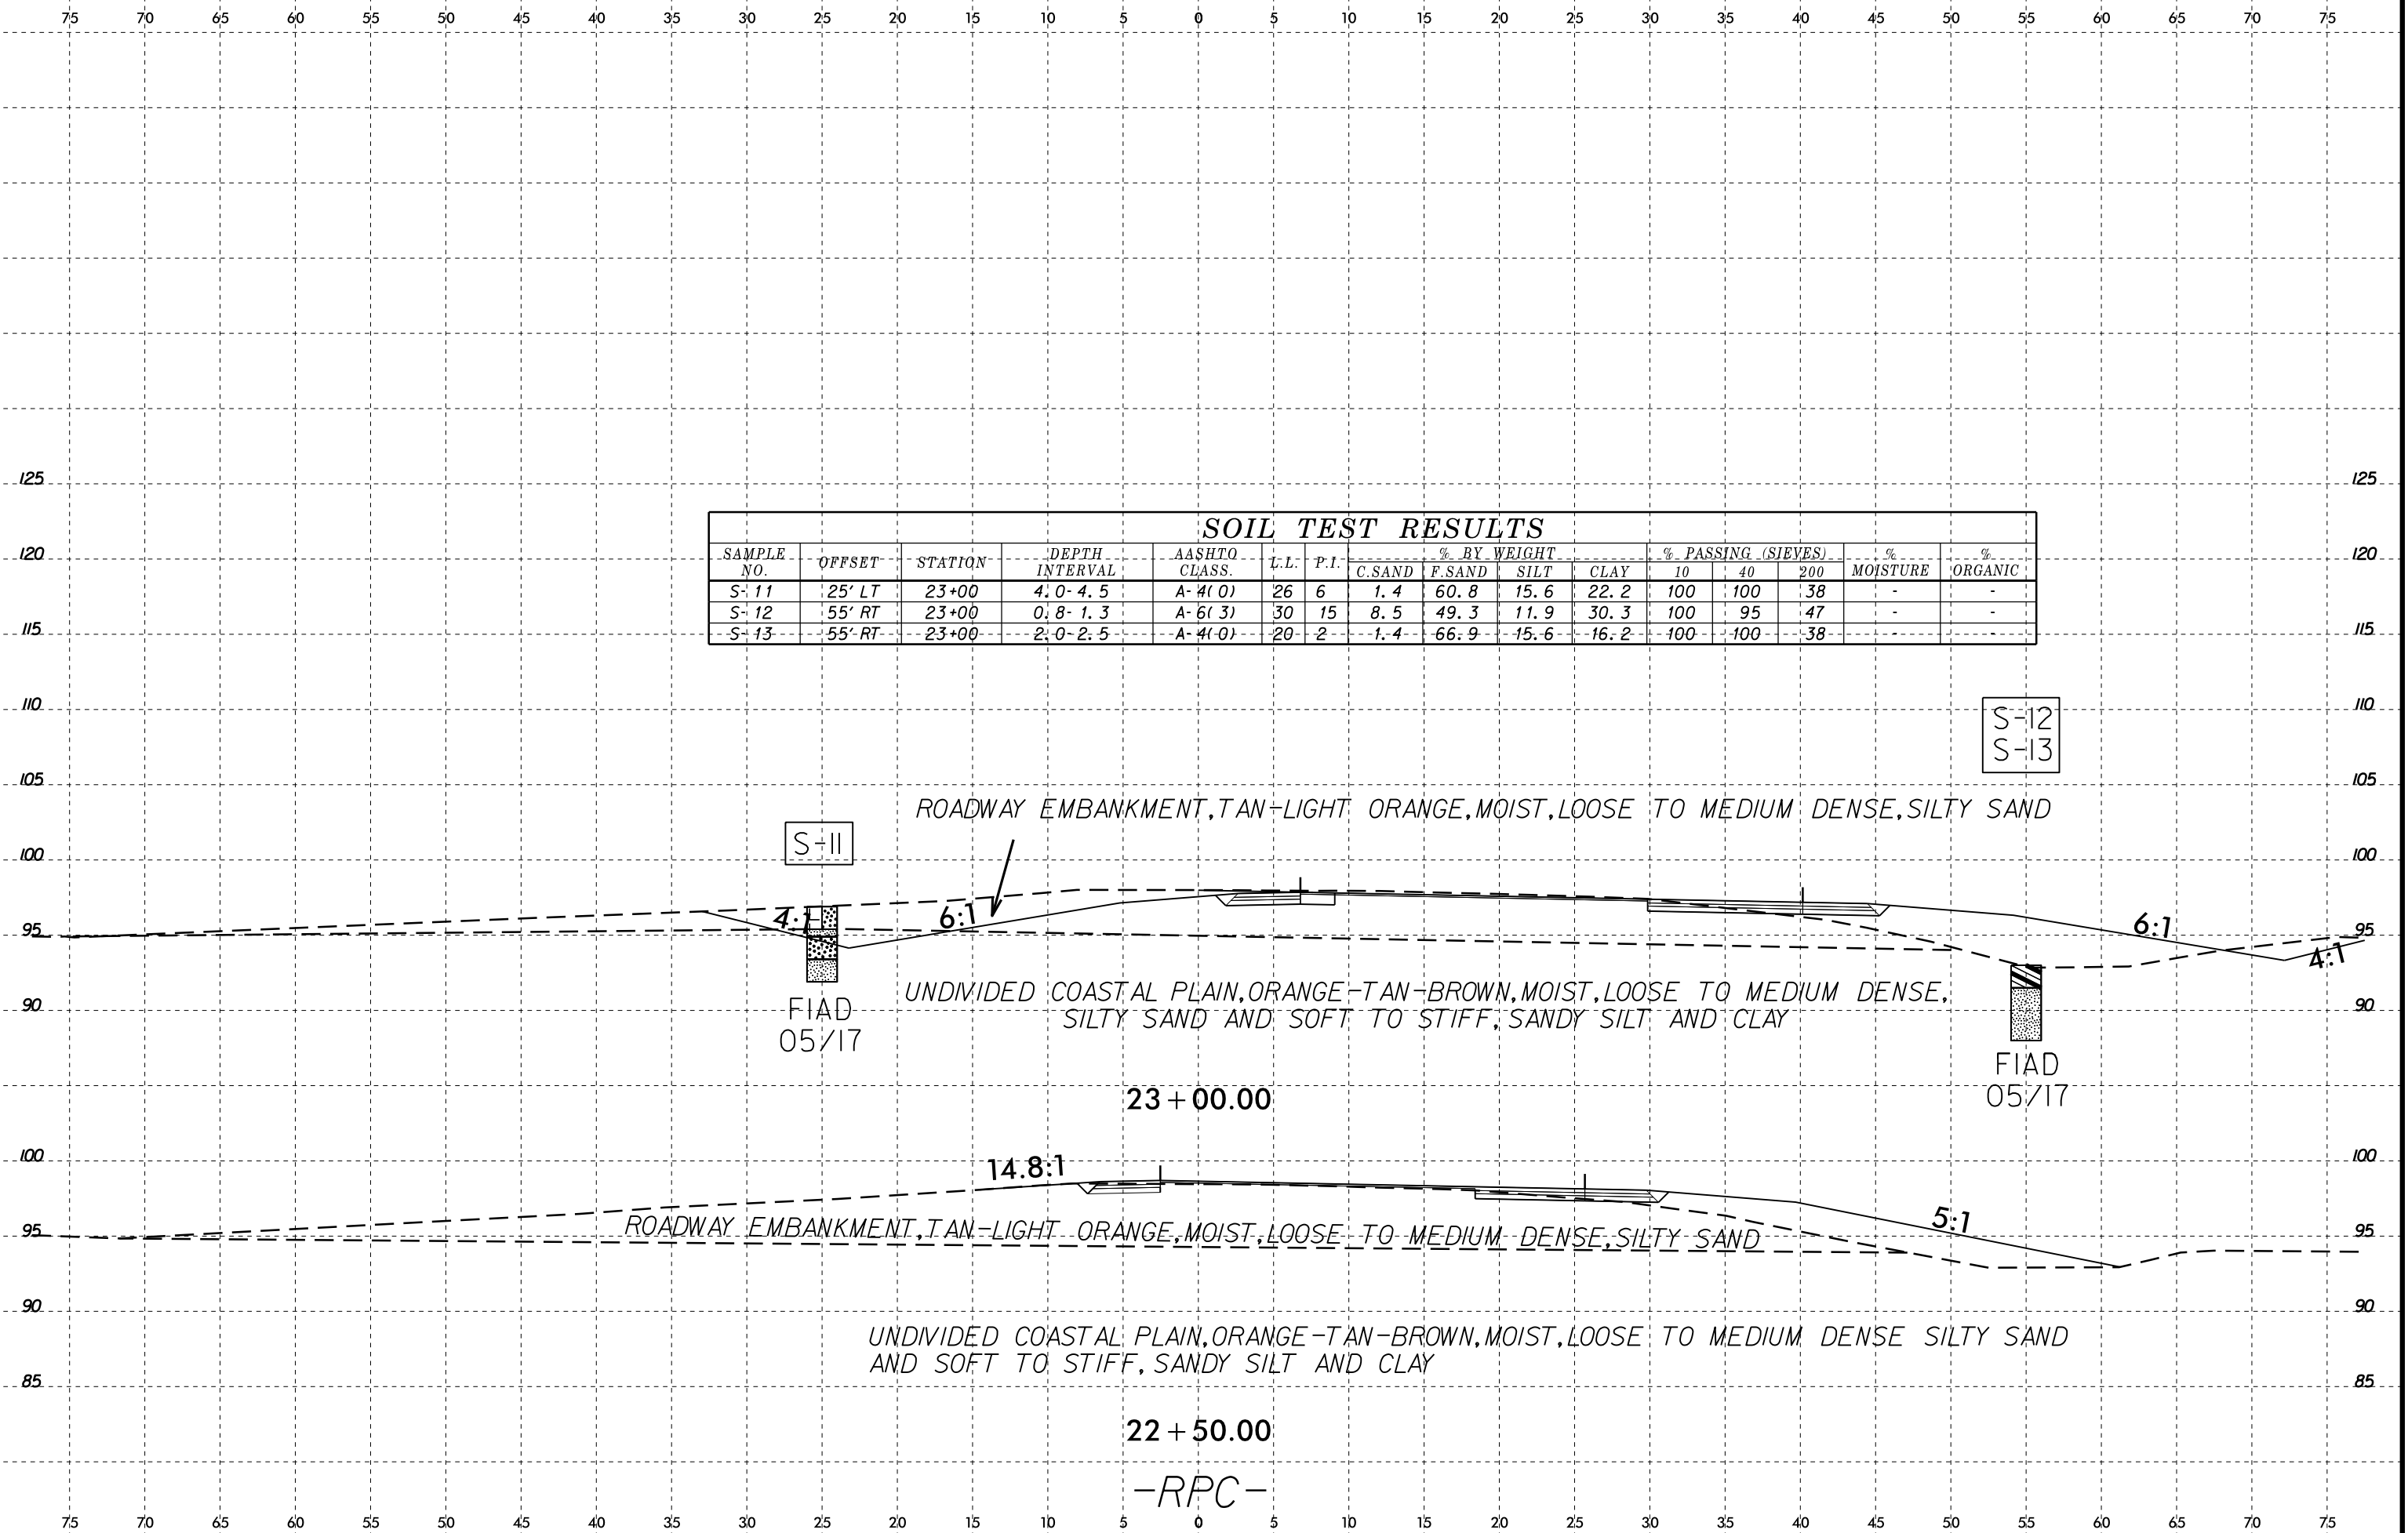 75 70 65 60 55 50 45 40 35 30 25 20 15 10 5 0 5 10 15 20 25 30 35 40 45 50 55 60 65 70 75
125 125
SOIL TEST RESULTS
SAMPLE NO. OFFSET STATION DEPTH INTERVAL AASHTO CLASS. L.L. P.I. % BY WEIGHT % PASSING (SIEVES) % MOISTURE % ORGANIC
C.SAND F.SAND SILT CLAY 10 40 200
120 120
S-11 25' LT 23+00 4.0-4.5 A-4(0) 26 6 1.4 60.8 15.6 22.2 100 100 38 - -
S-12 55' RT 23+00 0.8-1.3 A-6(3) 30 15 8.5 49.3 11.9 30.3 100 95 47 - -
S-13 55' RT 23+00 2.0-2.5 A-4(0) 20 2 1.4 66.9 15.6 16.2 100 100 38 - -
115 115
110 110
S-12
S-13
105 105
ROADWAY EMBANKMENT, TAN-LIGHT ORANGE, MOIST, LOOSE TO MEDIUM DENSE, SILTY SAND
S-11
100 100
4:1 6:1 6:1
95 95
4:1
UNDIVIDED COASTAL PLAIN, ORANGE-TAN-BROWN, MOIST, LOOSE TO MEDIUM DENSE,
SILTY SAND AND SOFT TO STIFF, SANDY SILT AND CLAY
90 90
FIAD
05/17
FIAD
05/17
23+00.00
100 100
14.8:1
5:1
ROADWAY EMBANKMENT, TAN-LIGHT ORANGE, MOIST, LOOSE TO MEDIUM DENSE, SILTY SAND
95 95
90 90
UNDIVIDED COASTAL PLAIN, ORANGE-TAN-BROWN, MOIST, LOOSE TO MEDIUM DENSE SILTY SAND
AND SOFT TO STIFF, SANDY SILT AND CLAY
85 85
22+50.00
-RPC-
75 70 65 60 55 50 45 40 35 30 25 20 15 10 5 0 5 10 15 20 25 30 35 40 45 50 55 60 65 70 75